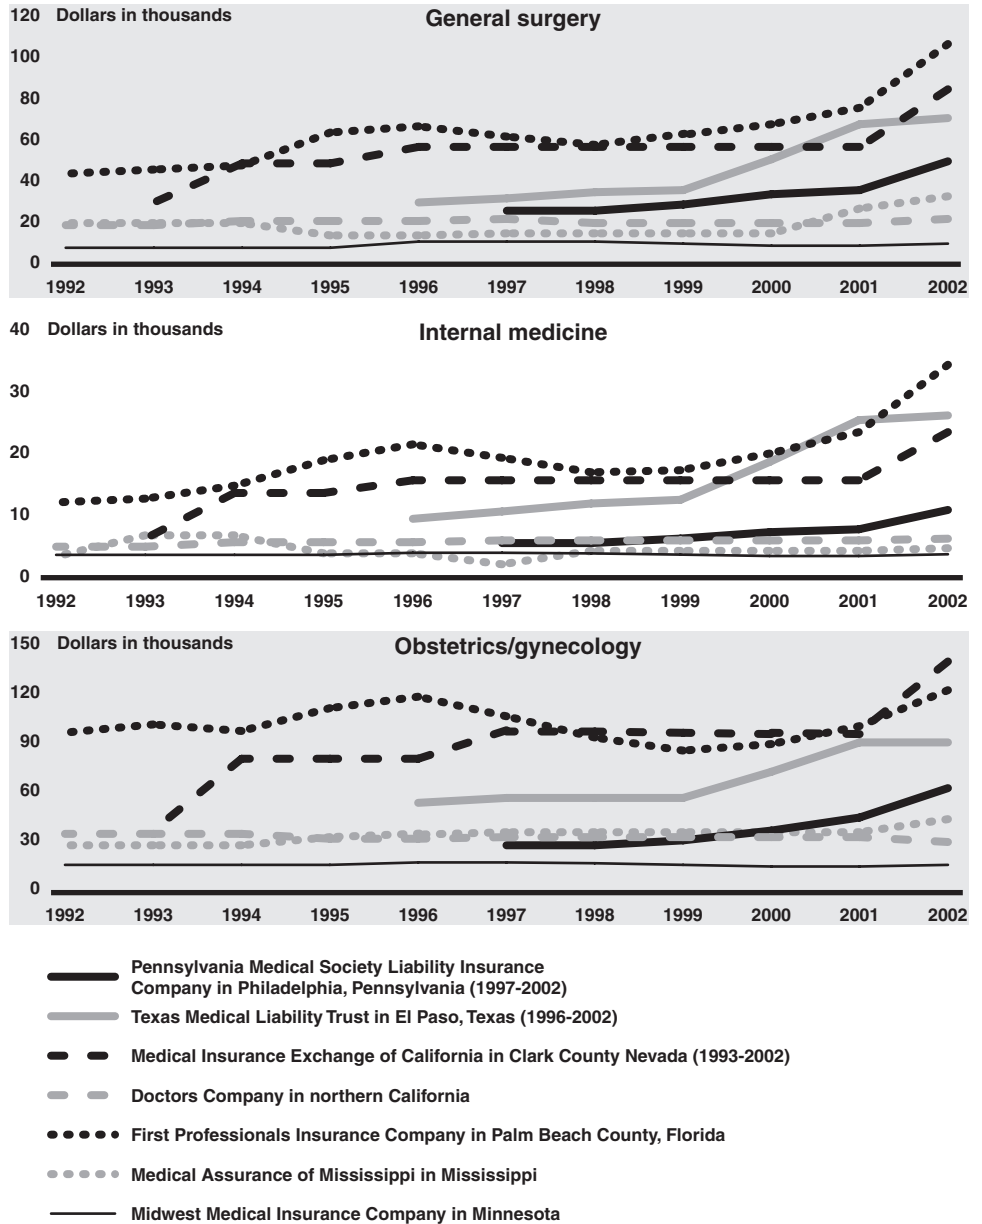 120 Dollars in thousands General surgery
100
80
60
40
20
0
1992 1993 1994 1995 1996 1997 1998 1999 2000 2001 2002
40 Dollars in thousands Internal medicine
30
20
10
0
1992 1993 1994 1995 1996 1997 1998 1999 2000 2001 2002
150 Dollars in thousands Obstetrics/gynecology
120
90
60
30
0
1992 1993 1994 1995 1996 1997 1998 1999 2000 2001 2002
Pennsylvania Medical Society Liability Insurance
Company in Philadelphia, Pennsylvania (1997-2002)
Texas Medical Liability Trust in El Paso, Texas (1996-2002)
Medical Insurance Exchange of California in Clark County Nevada (1993-2002)
Doctors Company in northern California
First Professionals Insurance Company in Palm Beach County, Florida
Medical Assurance of Mississippi in Mississippi
Midwest Medical Insurance Company in Minnesota